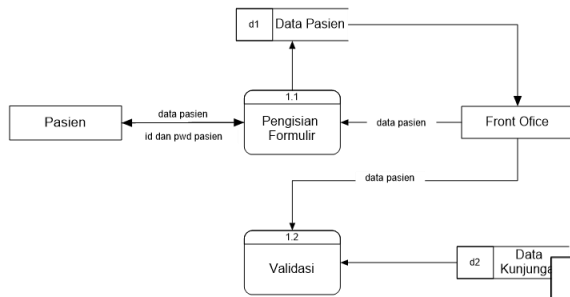 d1 Data Pasien
1.1
Pengisian
Formulir
Pasien
data pasien
id dan pwd pasien
data pasien
Front Ofice
data pasien
1.2
Validasi
d2
Data